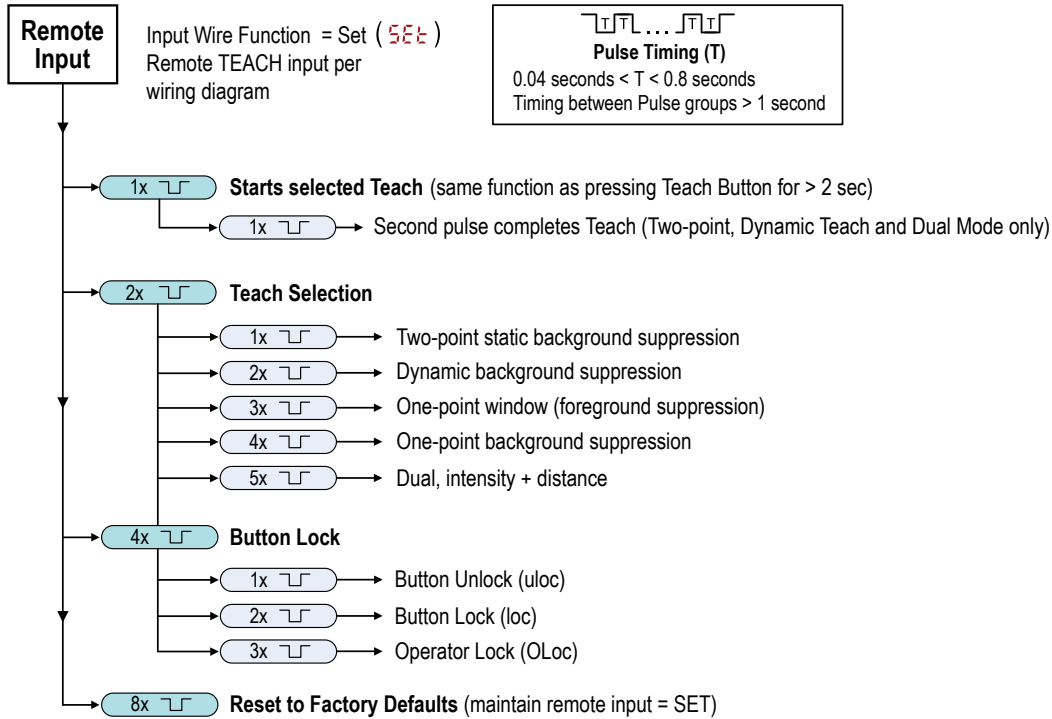 Remote
Input
Input Wire Function = Set ( SEt )
Remote TEACH input per
wiring diagram
T T .... T T
Pulse Timing (T)
0.04 seconds < T < 0.8 seconds
Timing between Pulse groups > 1 second
1x Starts selected Teach (same function as pressing Teach Button for > 2 sec)
1x Second pulse completes Teach (Two-point, Dynamic Teach and Dual Mode only)
2x Teach Selection
1x Two-point static background suppression
2x Dynamic background suppression
3x One-point window (foreground suppression)
4x One-point background suppression
5x Dual, intensity + distance
4x Button Lock
1x Button Unlock (uloc)
2x Button Lock (loc)
3x Operator Lock (OLoc)
8x Reset to Factory Defaults (maintain remote input = SET)